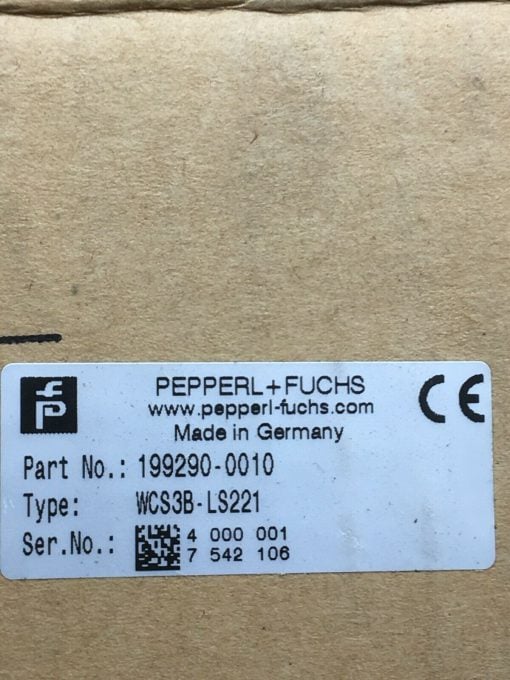 PEPPERL+FUCHS
www.pepperl-fuchs.com
Made in Germany
CE
Part No.: 199290-0010
Type: WCS3B-LS221
Ser.No.: 4 000 001
7 542 106